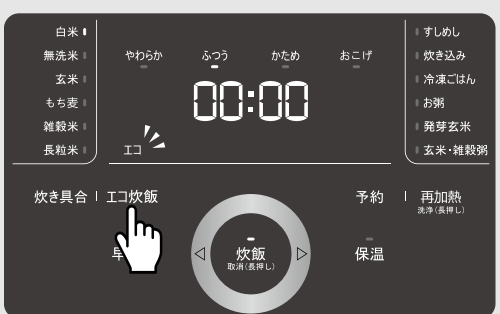 白米
無洗米
玄米
もち麦
雑穀米
長粒米
やわらか
ふつう
かため
おこげ
00:00
エコ
すしめし
炊き込み
冷凍ごはん
お粥
発芽玄米
玄米・雑穀粥
炊き具合
エコ炊飯
予約
再加熱
洗浄(長押し)
早
炊飯
取消(長押し)
保温